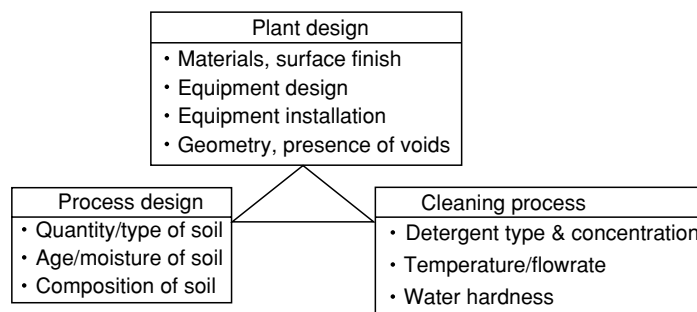 Plant design
• Materials, surface finish
• Equipment design
• Equipment installation
• Geometry, presence of voids
Process design
• Quantity/type of soil
• Age/moisture of soil
• Composition of soil
Cleaning process
• Detergent type & concentration
• Temperature/flowrate
• Water hardness